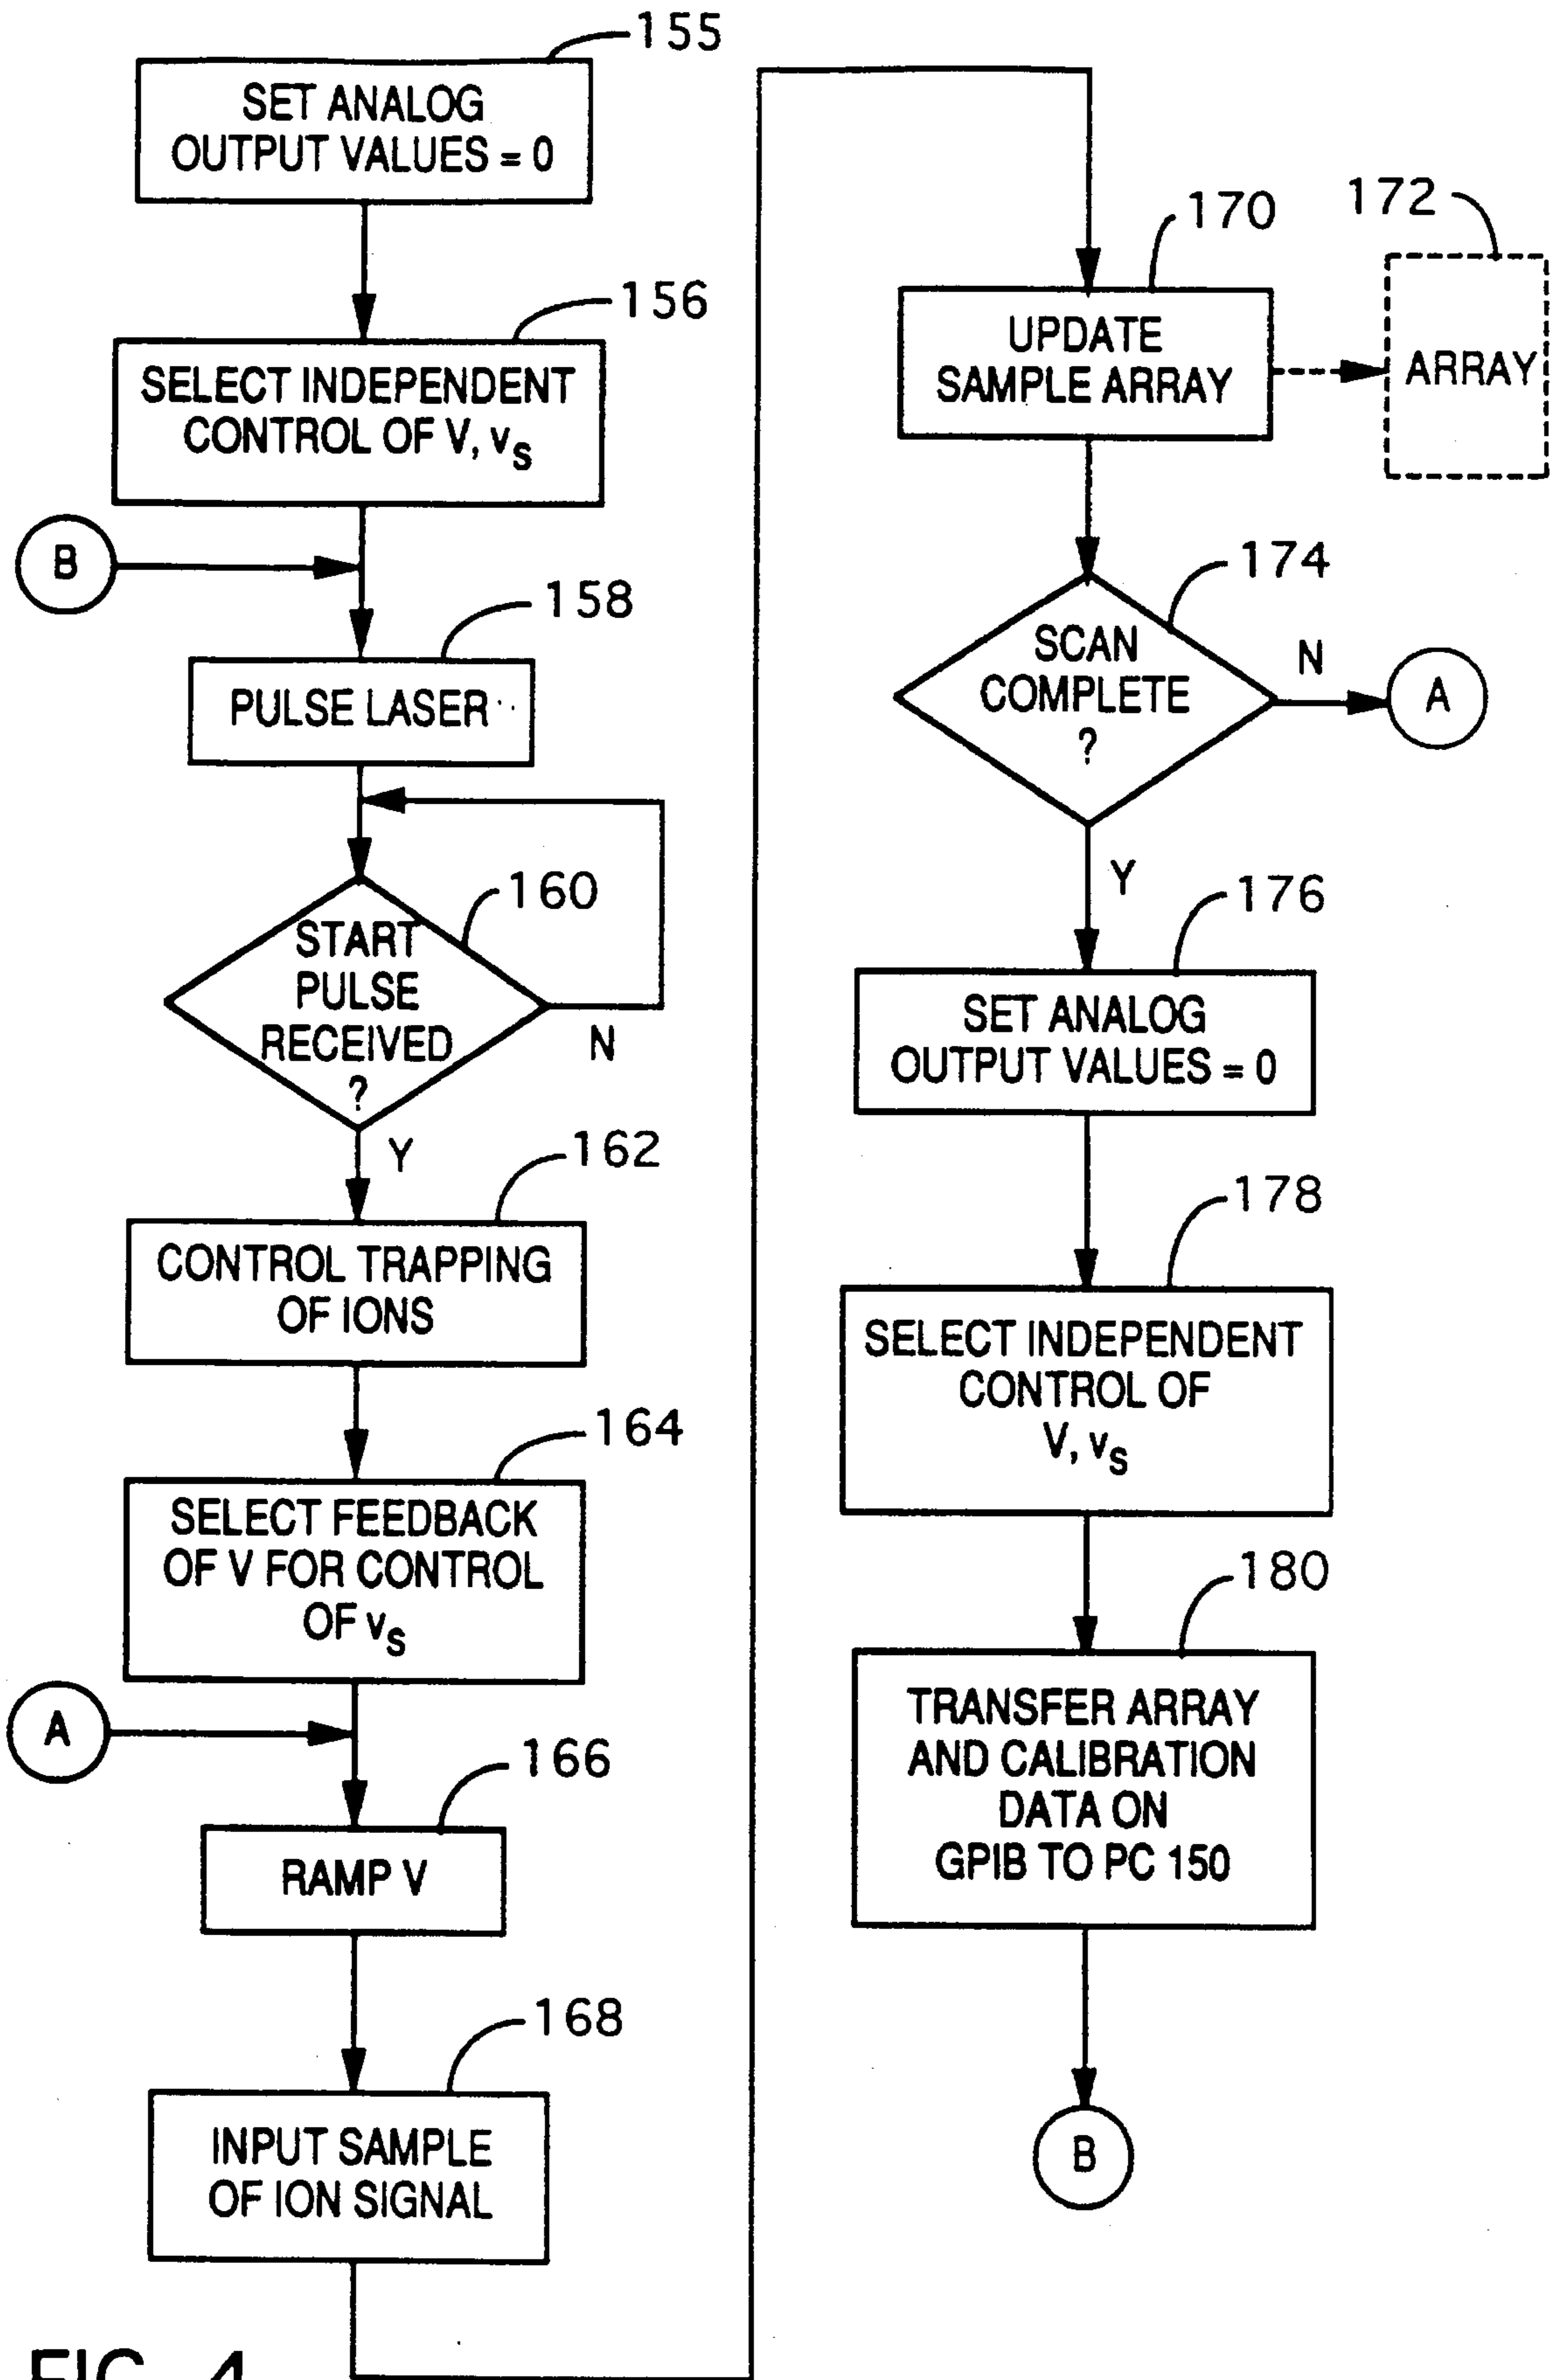 155
SET ANALOG
OUTPUT VALUES = 0
156
SELECT INDEPENDENT
CONTROL OF V, vs
B
158
PULSE LASER
160
START
PULSE
RECEIVED
?
N
Y
162
CONTROL TRAPPING
OF IONS
164
SELECT FEEDBACK
OF V FOR CONTROL
OF vs
A
166
RAMP V
168
INPUT SAMPLE
OF ION SIGNAL
170
UPDATE
SAMPLE ARRAY
172
ARRAY
174
SCAN
COMPLETE
?
N
A
Y
176
SET ANALOG
OUTPUT VALUES = 0
178
SELECT INDEPENDENT
CONTROL OF
V, vs
180
TRANSFER ARRAY
AND CALIBRATION
DATA ON
GPIB TO PC 150
B
FIG. 4